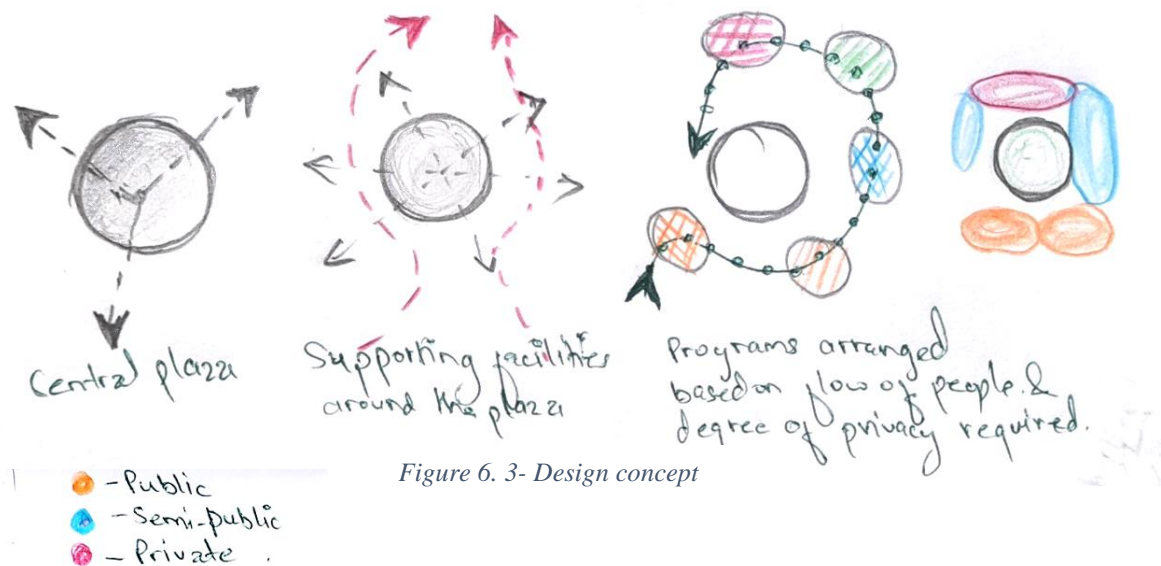 Central plaza
Supporting facilities
around the plaza
Programs arranged
based on flow of people &
degree of privacy required.
Figure 6. 3- Design concept
- Public
- Semi-public
- Private